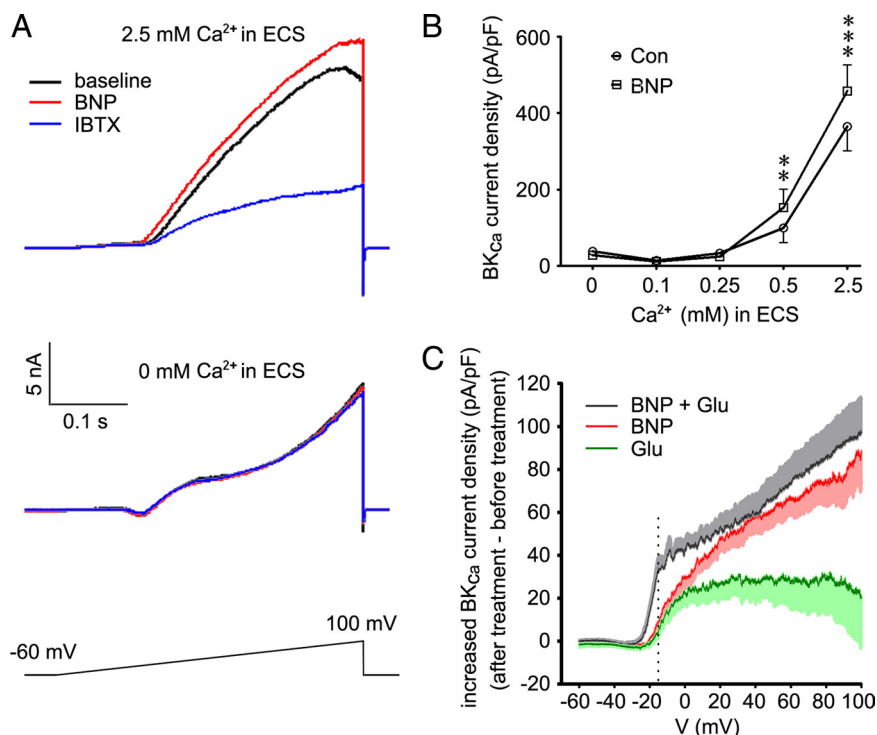 A
2.5 mM Ca²⁺ in ECS
baseline
BNP
IBTX
5 nA
0.1 s
0 mM Ca²⁺ in ECS
-60 mV
100 mV
B
BK_Ca current density (pA/pF)
600
400
200
0
Con
BNP
**
***
0
0.1
0.25
0.5
2.5
Ca²⁺ (mM) in ECS
C
increased BK_Ca current density (pA/pF)
(after treatment - before treatment)
120
100
80
60
40
20
0
-20
BNP + Glu
BNP
Glu
-60
-40
-20
0
20
40
60
80
100
V (mV)